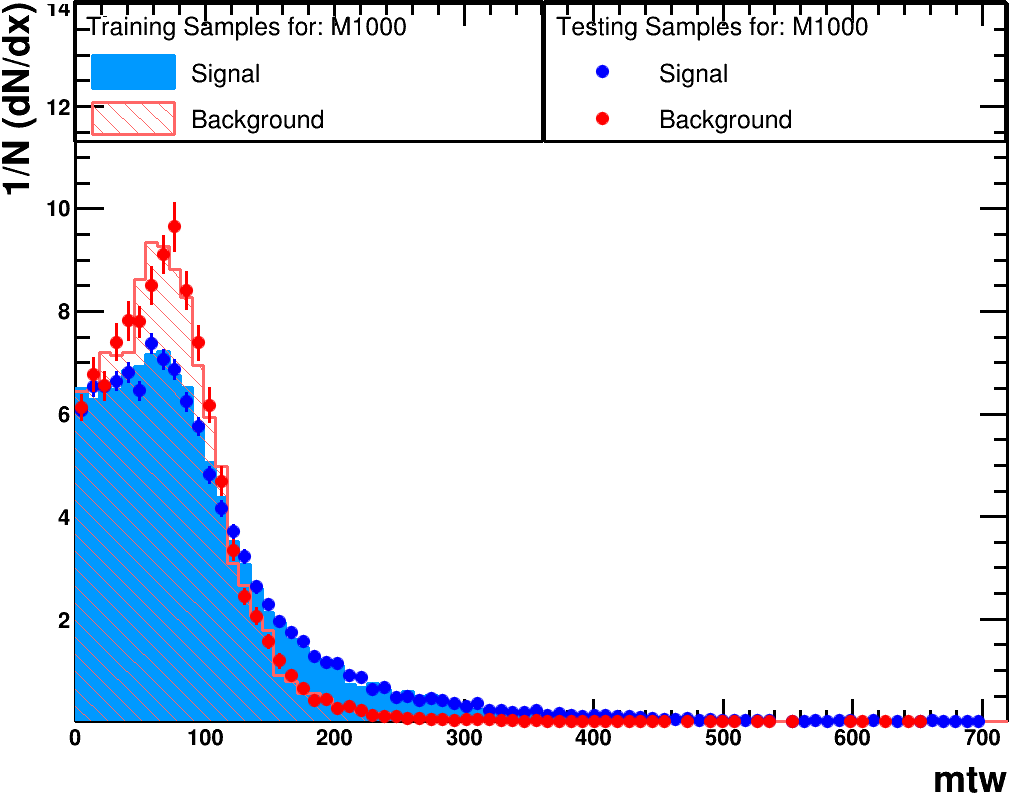 14
Training Samples for: M1000
Testing Samples for: M1000
Signal
Signal
Background
Background
1/N (dN/dx)
12
10
8
6
4
2
0 100 200 300 400 500 600 700
mtw